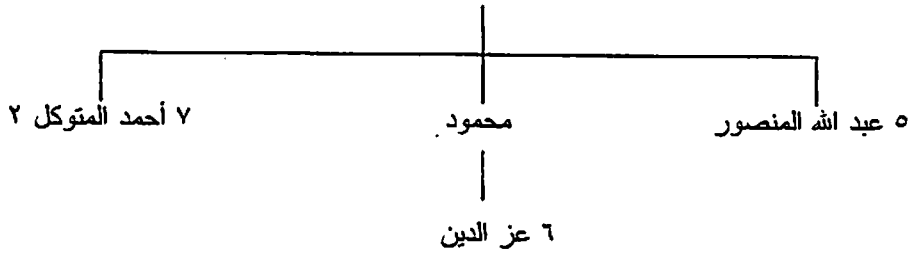 ٥ عبد الله المنصور محمود ٧ أحمد المتوكل ٢
٦ عز الدين